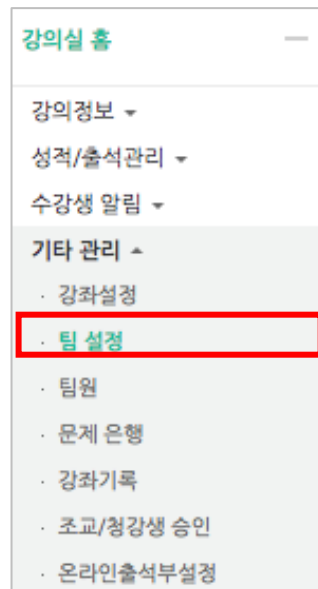 강의실 홈
강의정보
성적/출석관리
수강생 알림
기타 관리
· 강좌설정
· 팀 설정
· 팀원
· 문제 은행
· 강좌기록
· 조교/청강생 승인
· 온라인출석부설정